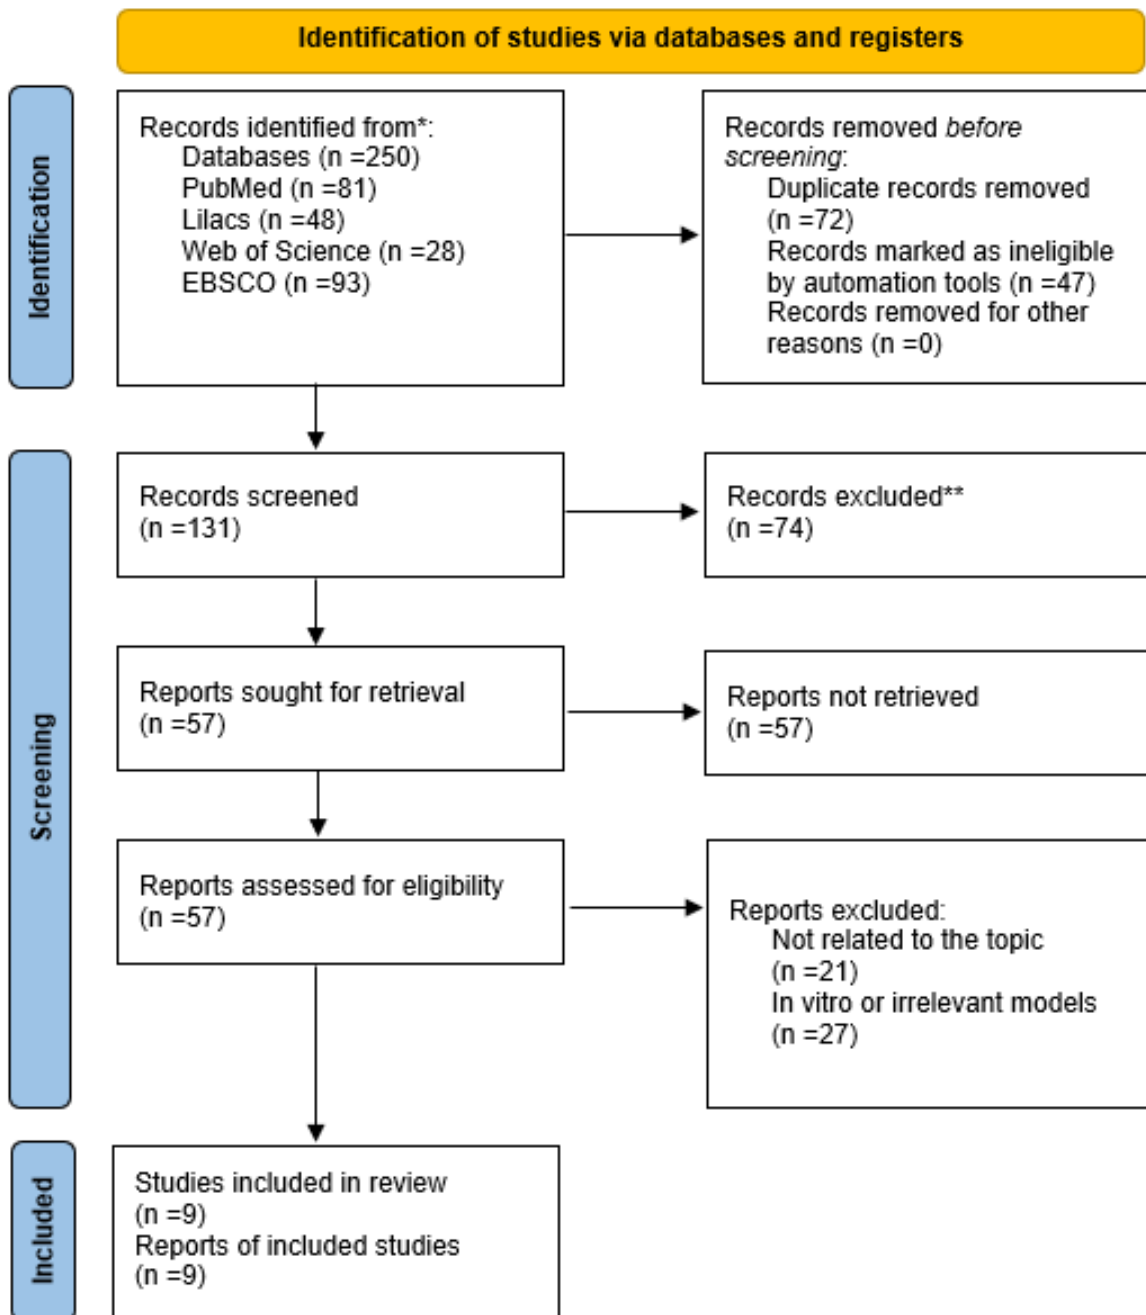 Identification of studies via databases and registers
Identification
Records identified from*:
Databases (n =250)
PubMed (n =81)
Lilacs (n =48)
Web of Science (n =28)
EBSCO (n =93)
Records removed before
screening:
Duplicate records removed
(n =72)
Records marked as ineligible
by automation tools (n =47)
Records removed for other
reasons (n =0)
Screening
Records screened
(n =131)
Records excluded**
(n =74)
Reports sought for retrieval
(n =57)
Reports not retrieved
(n =57)
Reports assessed for eligibility
(n =57)
Reports excluded:
Not related to the topic
(n =21)
In vitro or irrelevant models
(n =27)
Included
Studies included in review
(n =9)
Reports of included studies
(n =9)